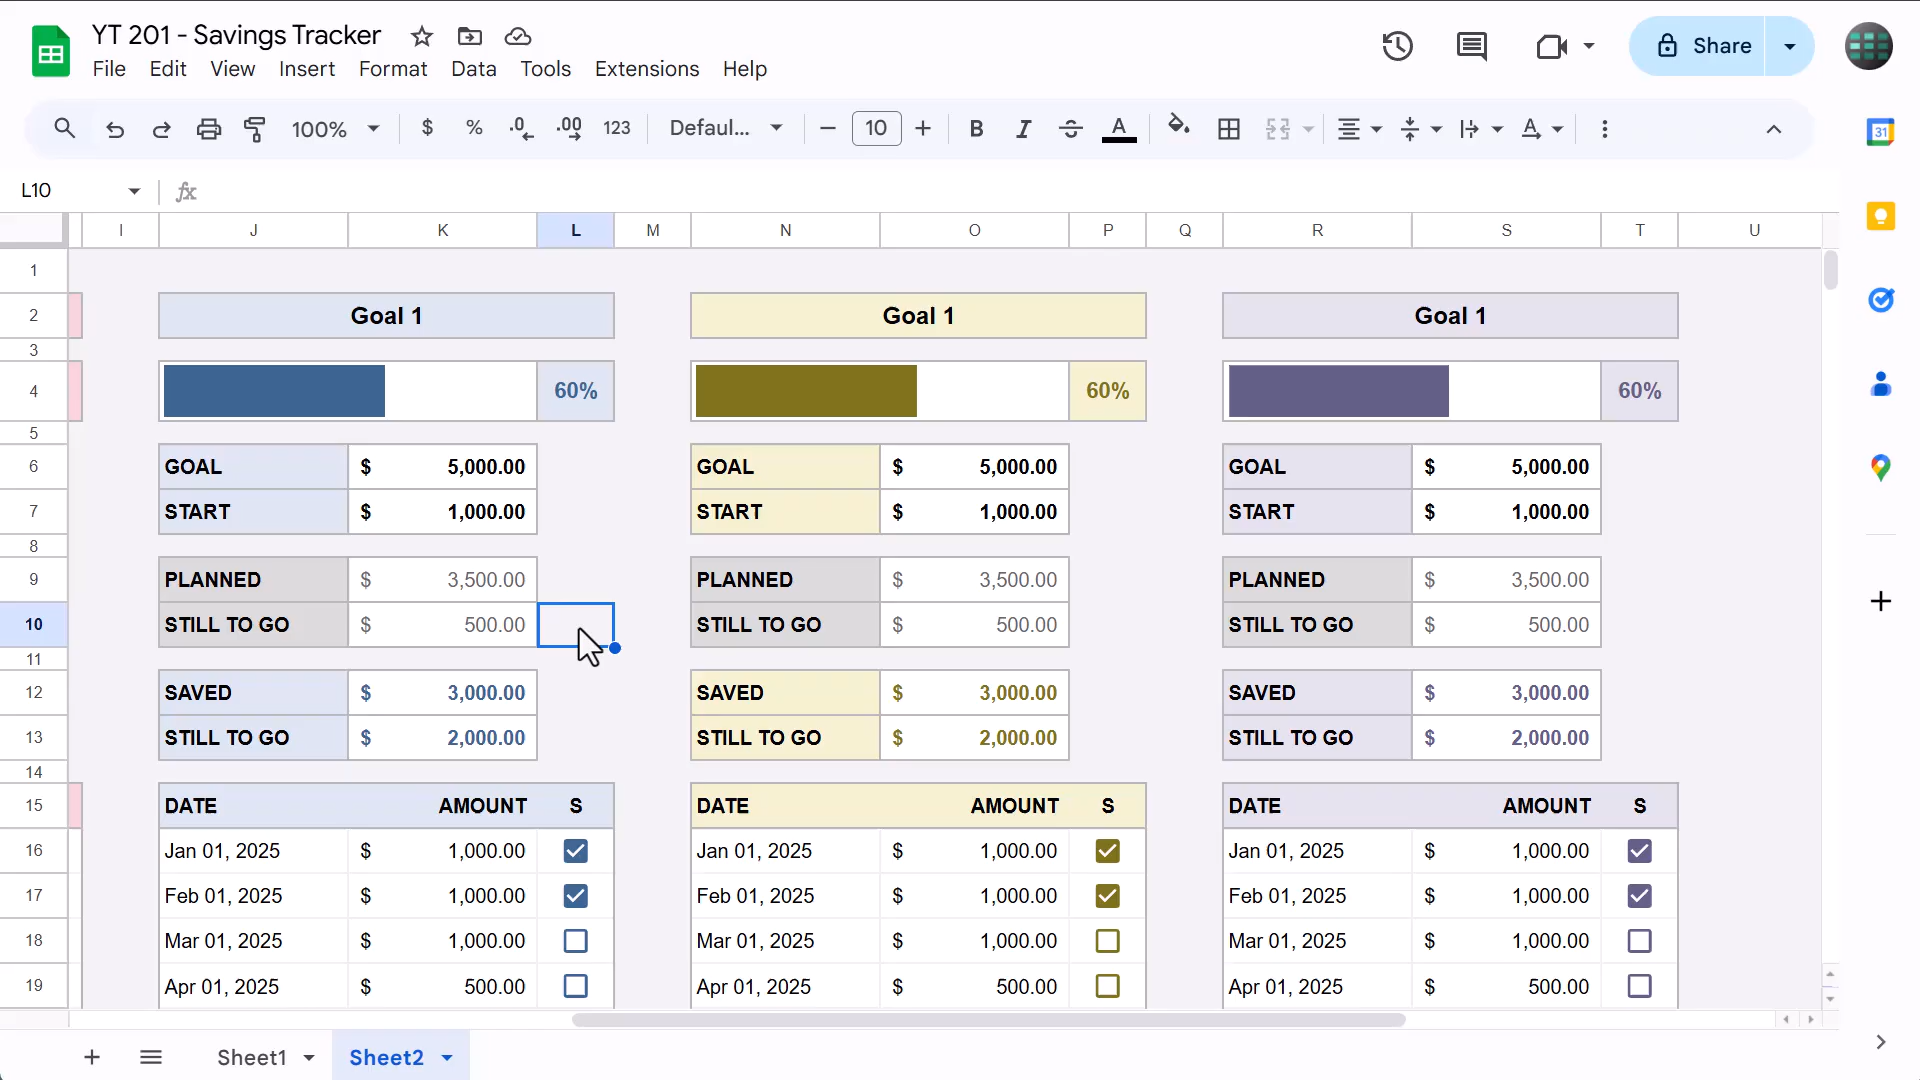 YT 201 - Savings Tracker
File Edit View Insert Format Data Tools Extensions Help
Share
100% $ % .0 .00 123 Defaul... 10 B I A A
31
L10 fx
I J K L M N O P Q R S T U
1
2 Goal 1 Goal 1 Goal 1
3
4 60% 60% 60%
5
6 GOAL $ 5,000.00 GOAL $ 5,000.00 GOAL $ 5,000.00
7 START $ 1,000.00 START $ 1,000.00 START $ 1,000.00
8
9 PLANNED $ 3,500.00 PLANNED $ 3,500.00 PLANNED $ 3,500.00
10 STILL TO GO $ 500.00 STILL TO GO $ 500.00 STILL TO GO $ 500.00
11
12 SAVED $ 3,000.00 SAVED $ 3,000.00 SAVED $ 3,000.00
13 STILL TO GO $ 2,000.00 STILL TO GO $ 2,000.00 STILL TO GO $ 2,000.00
14
15 DATE AMOUNT S DATE AMOUNT S DATE AMOUNT S
16 Jan 01, 2025 $ 1,000.00 Jan 01, 2025 $ 1,000.00 Jan 01, 2025 $ 1,000.00
17 Feb 01, 2025 $ 1,000.00 Feb 01, 2025 $ 1,000.00 Feb 01, 2025 $ 1,000.00
18 Mar 01, 2025 $ 1,000.00 Mar 01, 2025 $ 1,000.00 Mar 01, 2025 $ 1,000.00
19 Apr 01, 2025 $ 500.00 Apr 01, 2025 $ 500.00 Apr 01, 2025 $ 500.00
Sheet1 Sheet2